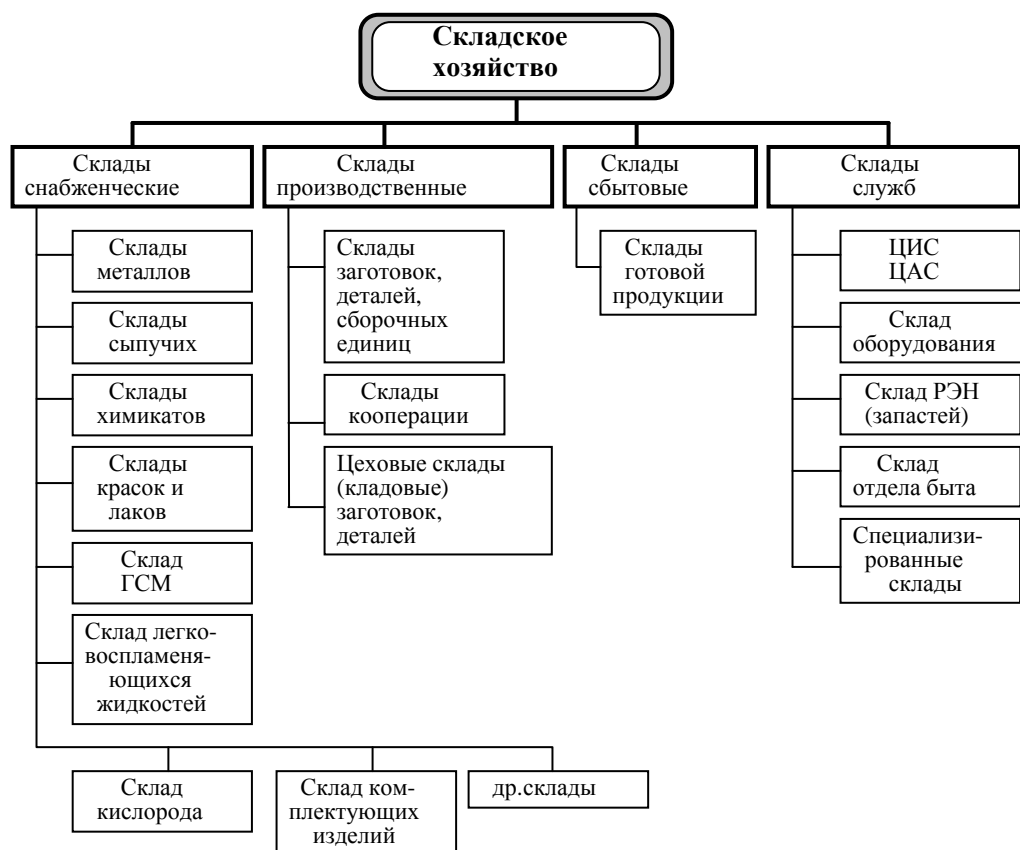 Складское
хозяйство
Склады
снабженческие
Склады
производственные
Склады
сбытовые
Склады
служб
Склады
металлов
Склады
сыпучих
Склады
химикатов
Склады
красок и
лаков
Склад
ГСМ
Склад легко-
воспламеня-
ющихся
жидкостей
Склад
кислорода
Склад ком-
плектующих
изделий
др.склады
Склады
заготовок,
деталей,
сборочных
единиц
Склады
кооперации
Цеховые склады
(кладовые)
заготовок,
деталей
Склады
готовой
продукции
ЦИС
ЦАС
Склад
оборудования
Склад РЭН
(запастей)
Склад
отдела быта
Специализи-
рованные
склады